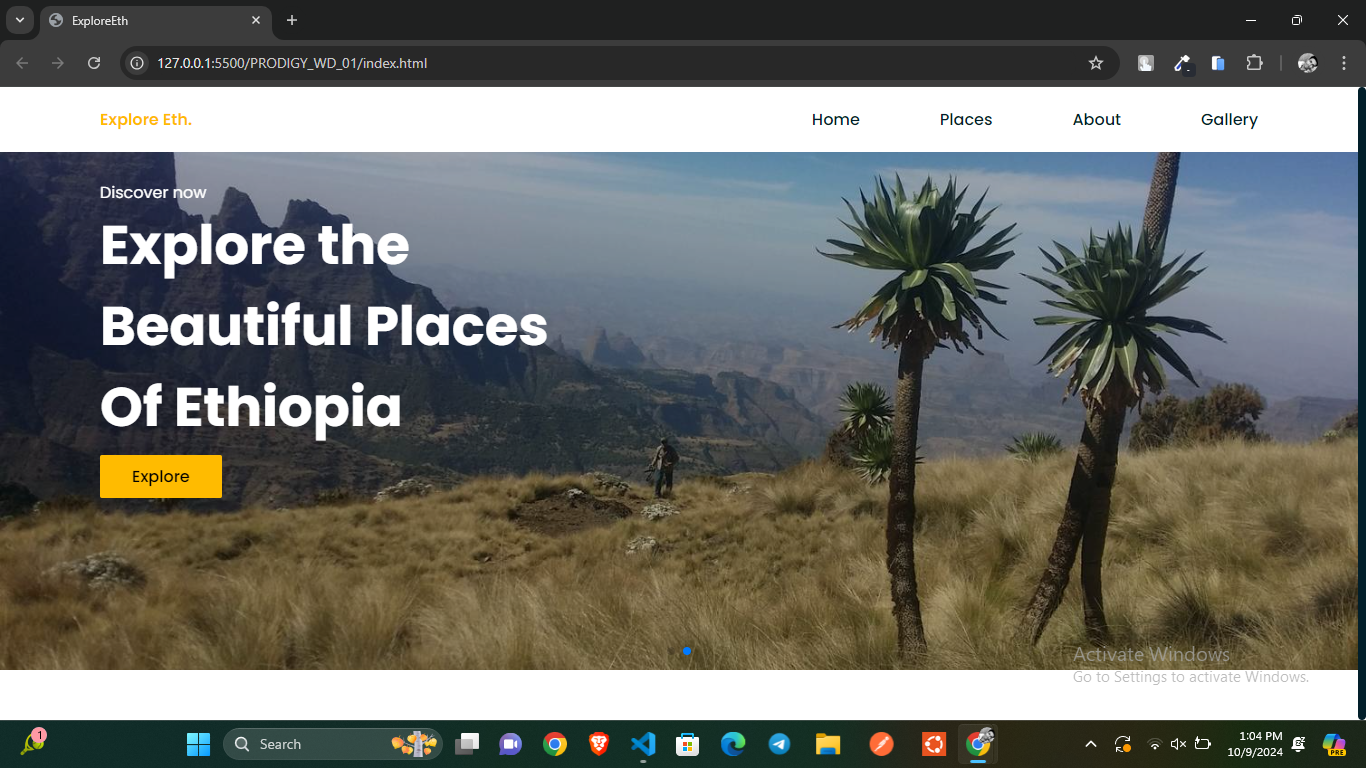 ExploreEth
127.0.0.1:5500/PRODIGY_WD_01/index.html
Explore Eth.
Home
Places
About
Gallery
Discover now
Explore the
Beautiful Places
Of Ethiopia
Explore
Activate Windows
Go to Settings to activate Windows.
1
Search
1:04 PM
10/9/2024
PRE